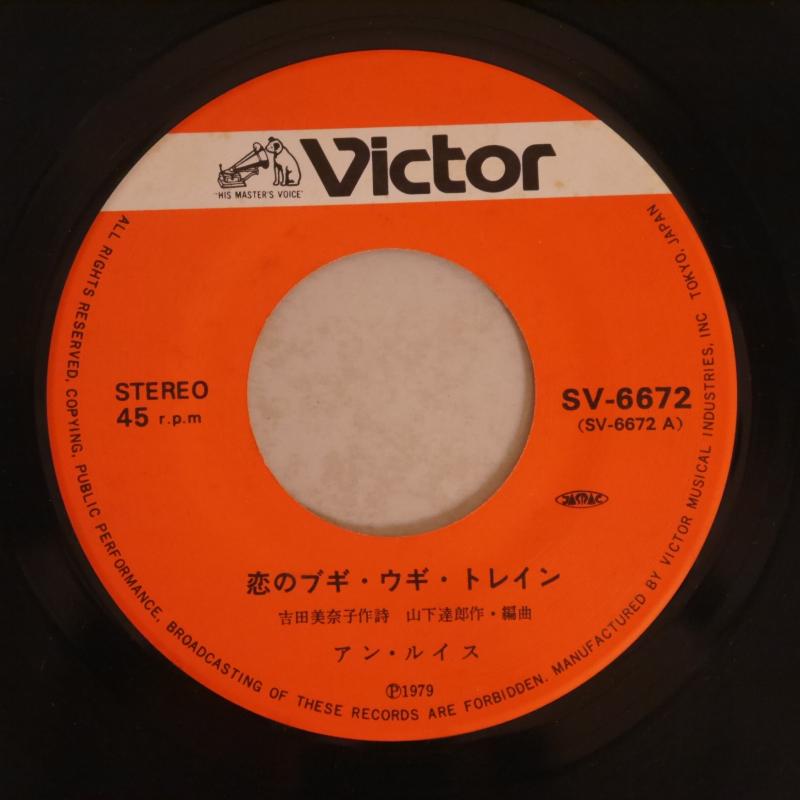 Victor
"HIS MASTER'S VOICE"
STEREO
45 r.p.m
SV-6672
(SV-6672 A)
JASRAC
恋のブギ・ウギ・トレイン
吉田美奈子作詩 山下達郎作・編曲
アン・ルイス
Ⓟ1979
ALL RIGHTS RESERVED, COPYING, PUBLIC PERFORMANCE, BROADCASTING OF THESE RECORDS ARE FORBIDDEN. MANUFACTURED BY VICTOR MUSICAL INDUSTRIES, INC TOKYO, JAPAN